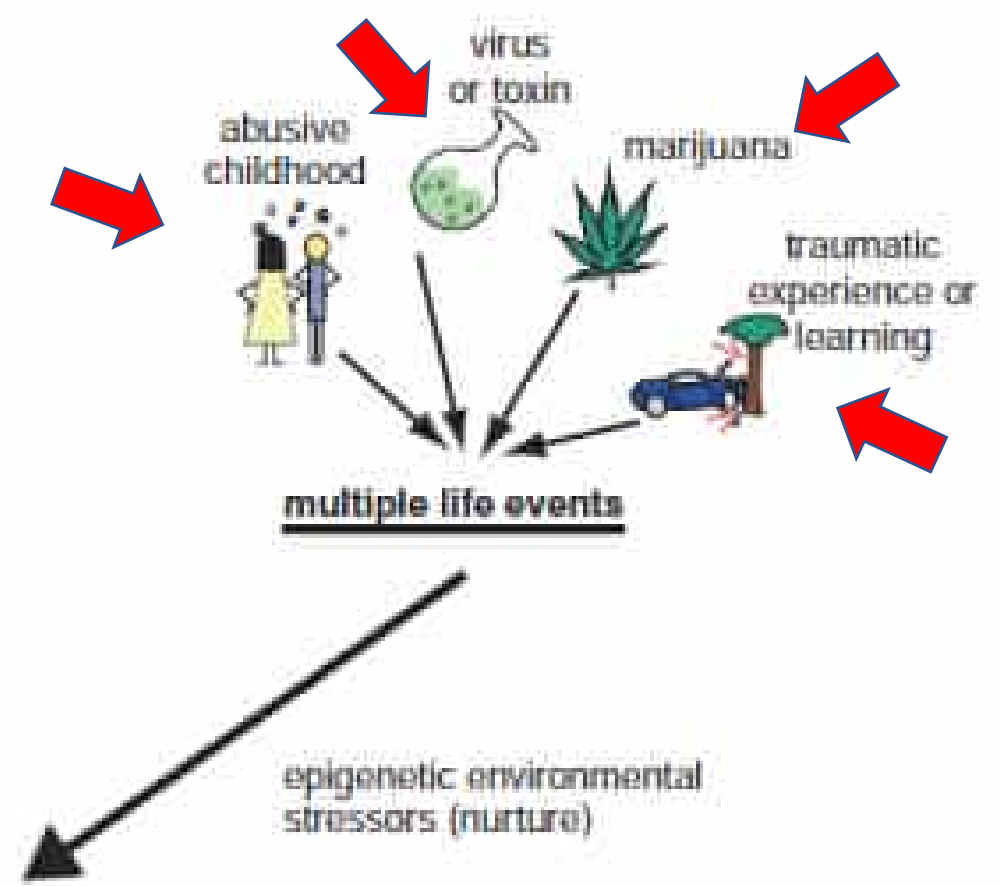 virus
or toxin
abusive
childhood
marijuana
traumatic
experience or
learning
multiple life events
epigenetic environmental
stressors (nurture)